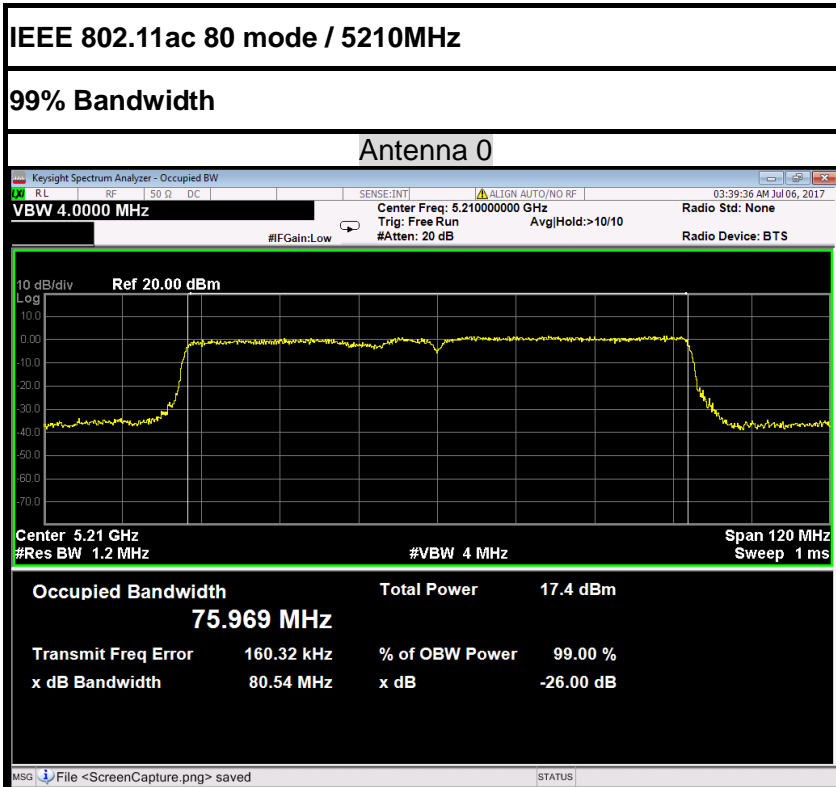 IEEE 802.11ac 80 mode / 5210MHz
99% Bandwidth
Antenna 0
Keysight Spectrum Analyzer - Occupied BW
LXI RL RF 50 Ω DC SENSE:INT ALIGN AUTO/NO RF 03:39:36 AM Jul 06, 2017
VBW 4.0000 MHz Center Freq: 5.210000000 GHz Radio Std: None
Trig: Free Run Avg|Hold:>10/10
#IFGain:Low #Atten: 20 dB Radio Device: BTS
10 dB/div Ref 20.00 dBm
Log
10.0
0.00
-10.0
-20.0
-30.0
-40.0
-50.0
-60.0
-70.0
Center 5.21 GHz Span 120 MHz
#Res BW 1.2 MHz #VBW 4 MHz Sweep 1 ms
Occupied Bandwidth Total Power 17.4 dBm
75.969 MHz
Transmit Freq Error 160.32 kHz % of OBW Power 99.00 %
x dB Bandwidth 80.54 MHz x dB -26.00 dB
MSG File <ScreenCapture.png> saved STATUS